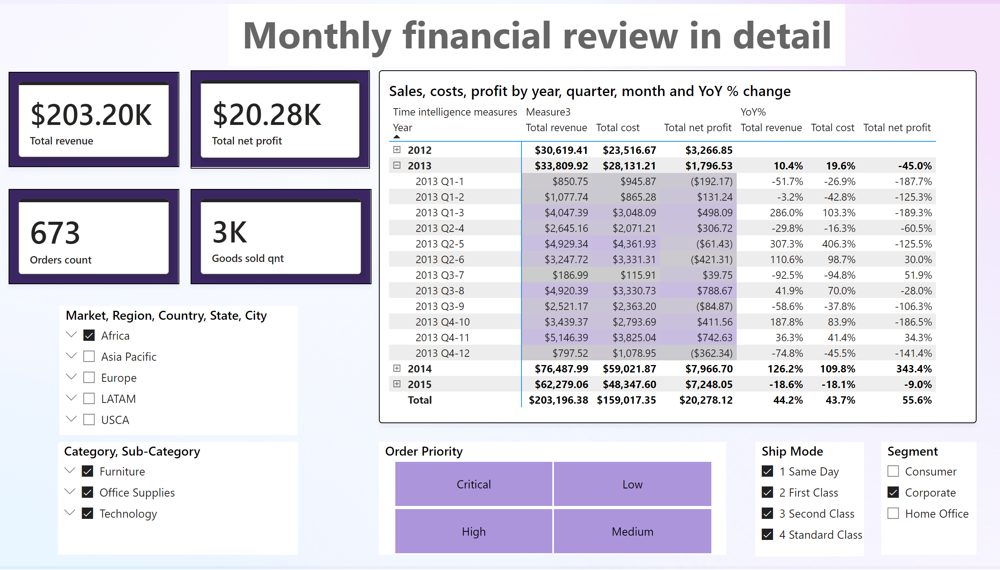 Monthly financial review in detail
$203.20K
Total revenue
$20.28K
Total net profit
673
Orders count
3K
Goods sold qnt
Sales, costs, profit by year, quarter, month and YoY % change
Time intelligence measures Measure3 YoY%
Year Total revenue Total cost Total net profit Total revenue Total cost Total net profit
2012 $30,619.41 $23,516.67 $3,266.85
2013 $33,809.92 $28,131.21 $1,796.53 10.4% 19.6% -45.0%
2013 Q1-1 $850.75 $945.87 ($192.17) -51.7% -26.9% -187.7%
2013 Q1-2 $1,077.74 $865.28 $131.24 -3.2% -42.8% -125.3%
2013 Q1-3 $4,047.39 $3,048.09 $498.09 286.0% 103.3% -189.3%
2013 Q2-4 $2,645.16 $2,071.21 $306.72 -29.8% -16.3% -60.5%
2013 Q2-5 $4,929.34 $4,361.93 ($61.43) 307.3% 406.3% -125.5%
2013 Q2-6 $3,247.72 $3,331.31 ($421.31) 110.6% 98.7% 30.0%
2013 Q3-7 $186.99 $115.91 $39.75 -92.5% -94.8% 51.9%
2013 Q3-8 $4,920.39 $3,330.73 $788.67 41.9% 70.0% -28.0%
2013 Q3-9 $2,521.17 $2,363.20 ($84.87) -58.6% -37.8% -106.3%
2013 Q4-10 $3,439.37 $2,793.69 $411.56 187.8% 83.9% -186.5%
2013 Q4-11 $5,146.39 $3,825.04 $742.63 36.3% 41.4% 34.3%
2013 Q4-12 $797.52 $1,078.95 ($362.34) -74.8% -45.5% -141.4%
2014 $76,487.99 $59,021.87 $7,966.70 126.2% 109.8% 343.4%
2015 $62,279.06 $48,347.60 $7,248.05 -18.6% -18.1% -9.0%
Total $203,196.38 $159,017.35 $20,278.12 44.2% 43.7% 55.6%
Market, Region, Country, State, City
Africa
Asia Pacific
Europe
LATAM
USCA
Category, Sub-Category
Furniture
Office Supplies
Technology
Order Priority
Critical Low
High Medium
Ship Mode
1 Same Day
2 First Class
3 Second Class
4 Standard Class
Segment
Consumer
Corporate
Home Office